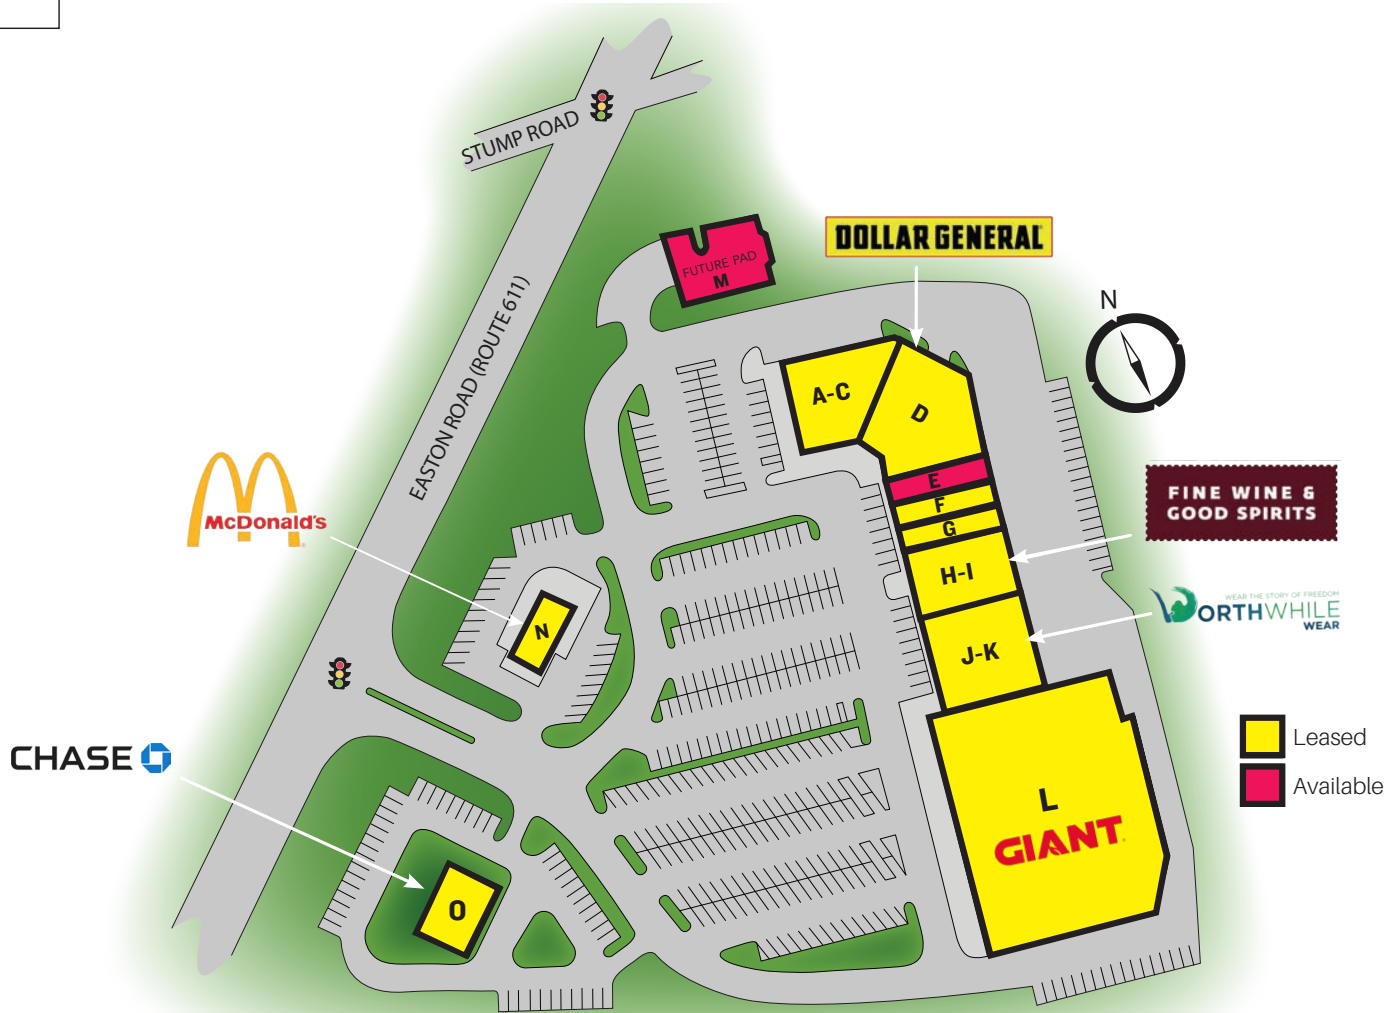 STUMP ROAD
EASTON ROAD (ROUTE 611)
FUTURE PAD
M
DOLLAR GENERAL
N
A-C
D
E
F
G
H-I
J-K
FINE WINE &
GOOD SPIRITS
WEAR THE STORY OF FREEDOM
WORTHWHILE
WEAR
McDonald's
N
CHASE
O
L
GIANT
Leased
Available